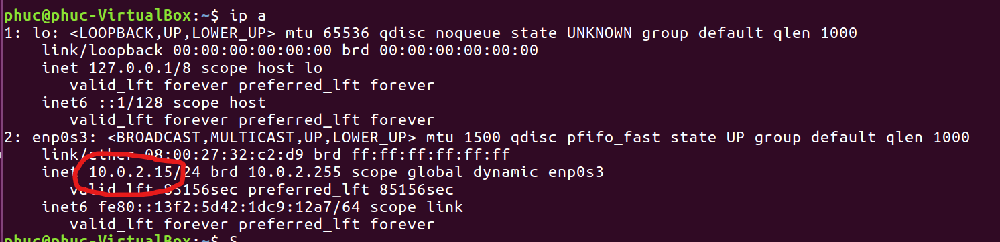 phuc@phuc-VirtualBox:~$ ip a
1: lo: <LOOPBACK,UP,LOWER_UP> mtu 65536 qdisc noqueue state UNKNOWN group default qlen 1000
link/loopback 00:00:00:00:00:00 brd 00:00:00:00:00:00
inet 127.0.0.1/8 scope host lo
valid_lft forever preferred_lft forever
inet6 ::1/128 scope host
valid_lft forever preferred_lft forever
2: enp0s3: <BROADCAST,MULTICAST,UP,LOWER_UP> mtu 1500 qdisc pfifo_fast state UP group default qlen 1000
link/ether 08:00:27:32:c2:d9 brd ff:ff:ff:ff:ff:ff
inet 10.0.2.15/24 brd 10.0.2.255 scope global dynamic enp0s3
valid_lft 85156sec preferred_lft 85156sec
inet6 fe80::13f2:5d42:1dc9:12a7/64 scope link
valid_lft forever preferred_lft forever
phuc@phuc-VirtualBox:~$ S